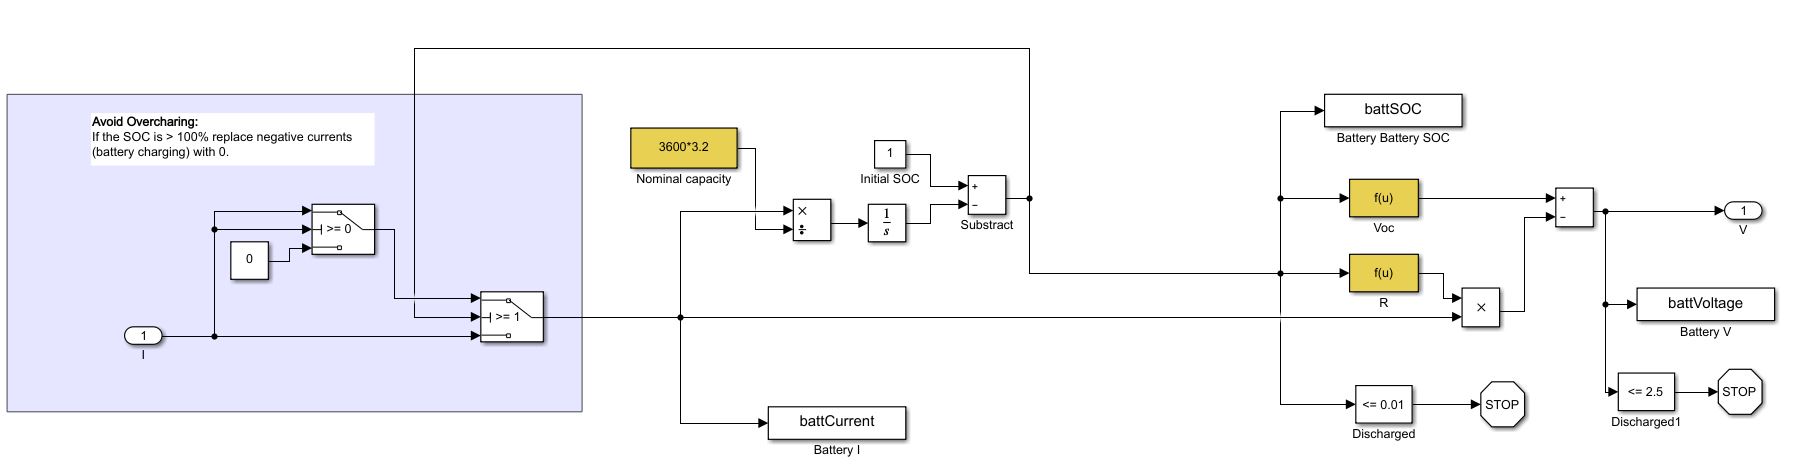 Avoid Overcharing:
If the SOC is > 100% replace negative currents
(battery charging) with 0.
>= 0
0
1
I
>= 1
3600*3.2
Nominal capacity
1
Initial SOC
×
÷
1
s
+
−
Substract
battCurrent
Battery I
battSOC
Battery Battery SOC
f(u)
Voc
f(u)
R
×
+
−
1
V
battVoltage
Battery V
<= 0.01
Discharged
STOP
<= 2.5
Discharged1
STOP